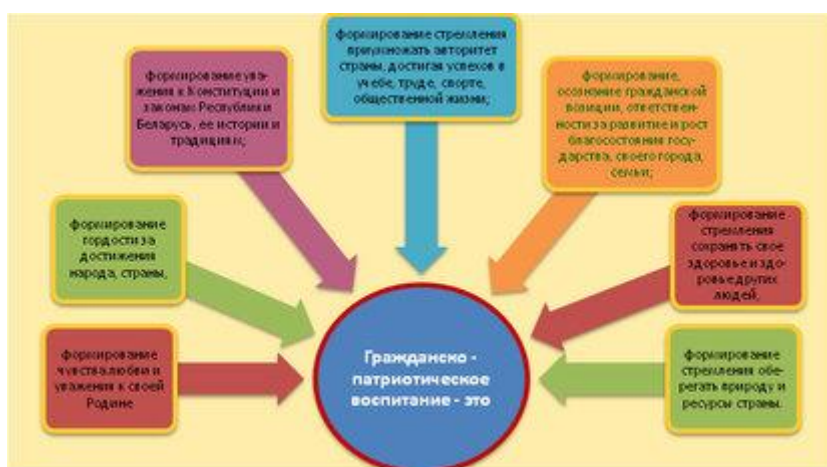 формирование
чувства любви и
уважения к своей
Родине
формирование
гордости за
достижения
народа, страны,
формирование ува-
жения к Конституции и
законам Республики
Беларусь, ее истории и
традициям;
формирование стремления
приумножать авторитет
страны, достигая успехов в
учебе, труде, спорте,
общественной жизни;
формирование,
осознание гражданской
позиции, ответствен-
ности за развитие и рост
благосостояния госу-
дарства, своего города,
семьи;
формирование
стремления
сохранять свое
здоровье и здо-
ровье других
людей,
формирование
стремления обе-
регать природу и
ресурсы страны.
Гражданско -
патриотическое
воспитание - это